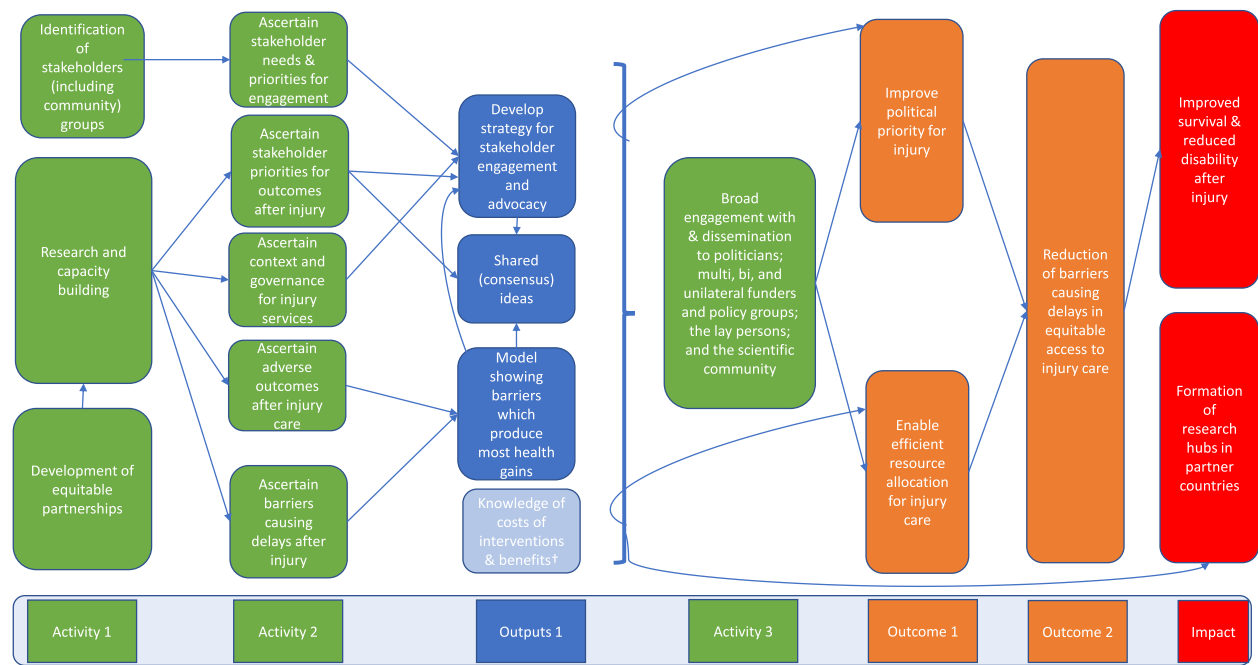 Identification
of
stakeholders
(including
community)
groups
Research and
capacity
building
Development of
equitable
partnerships
Ascertain
stakeholder
needs &
priorities for
engagement
Ascertain
stakeholder
priorities for
outcomes
after injury
Ascertain
context and
governance
for injury
services
Ascertain
adverse
outcomes
after injury
care
Ascertain
barriers
causing
delays after
injury
Develop
strategy for
stakeholder
engagement
and
advocacy
Shared
(consensus)
ideas
Model
showing
barriers
which
produce
most health
gains
Knowledge of
costs of
interventions
& benefits†
Broad
engagement with
& dissemination
to politicians;
multi, bi, and
unilateral funders
and policy groups;
the lay persons;
and the scientific
community
Improve
political
priority for
injury
Enable
efficient
resource
allocation
for injury
care
Reduction
of barriers
causing
delays in
equitable
access to
injury care
Improved
survival &
reduced
disability
after
injury
Formation
of
research
hubs in
partner
countries
Activity 1
Activity 2
Outputs 1
Activity 3
Outcome 1
Outcome 2
Impact